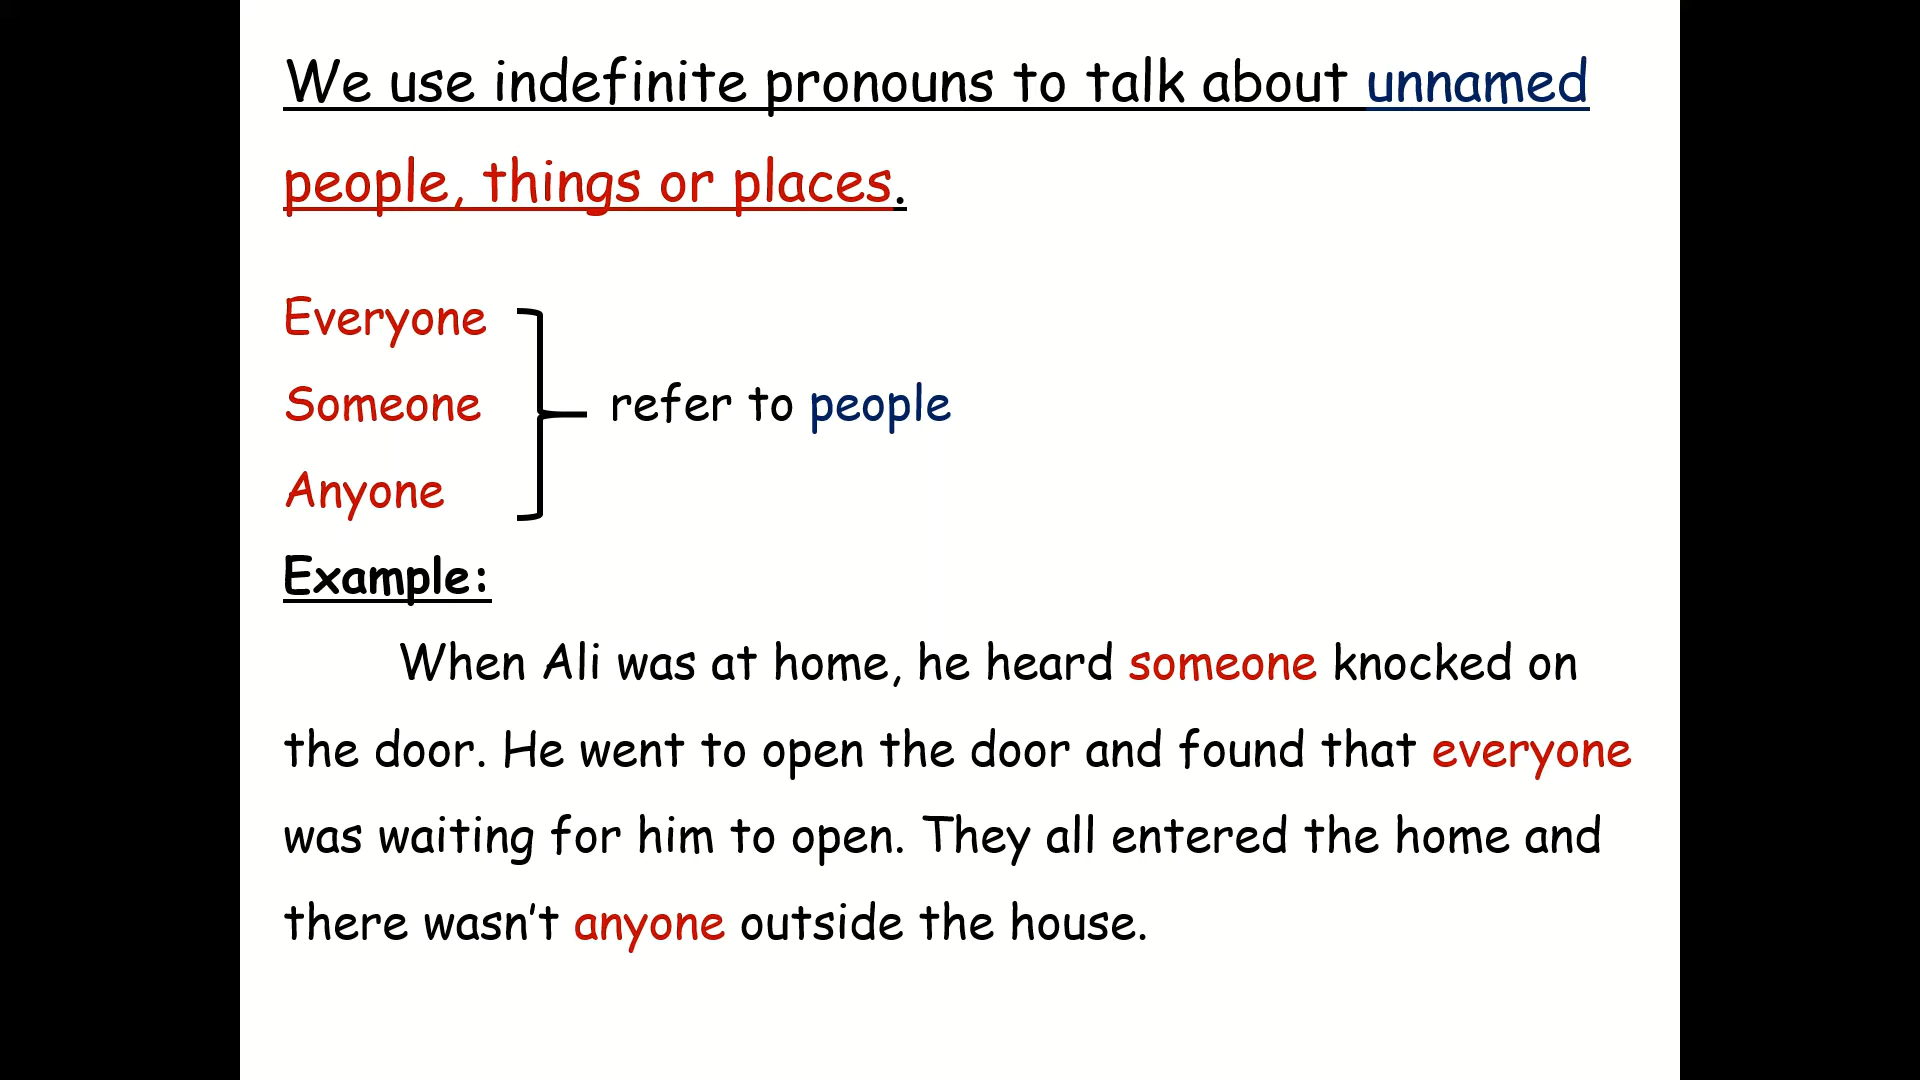 We use indefinite pronouns to talk about unnamed
people, things or places.
Everyone
Someone
refer to people
Anyone
Example:
When Ali was at home, he heard someone knocked on
the door. He went to open the door and found that everyone
was waiting for him to open. They all entered the home and
there wasn't anyone outside the house.